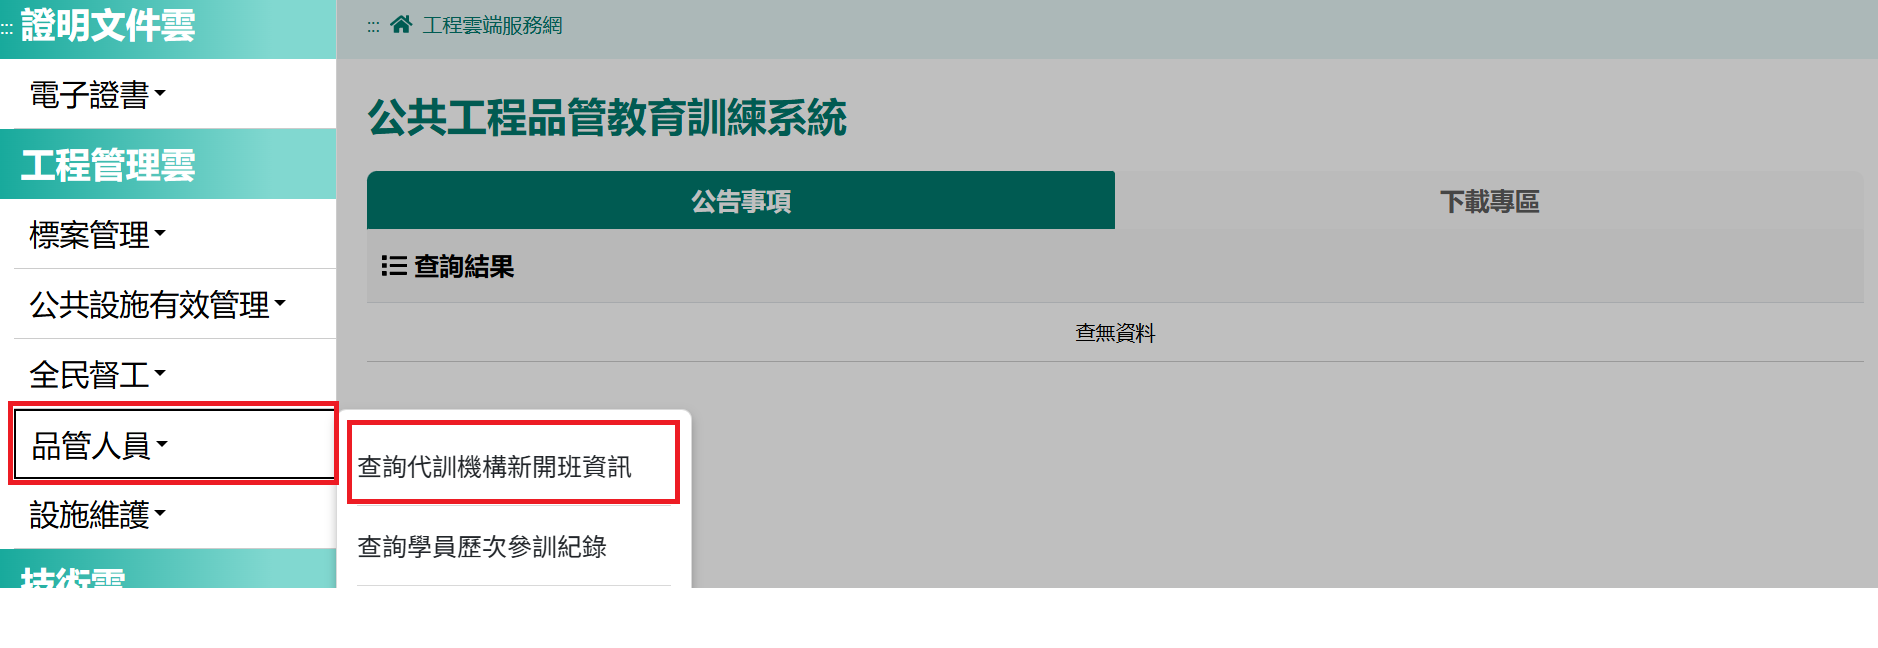 證明文件雲
電子證書
工程管理雲
標案管理
公共設施有效管理
全民督工
品管人員
設施維護
技術雲
工程雲端服務網
公共工程品管教育訓練系統
公告事項
下載專區
查詢結果
查無資料
查詢代訓機構新開班資訊
查詢學員歷次參訓紀錄